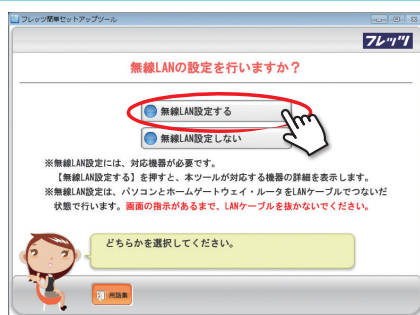 フレッツ簡単セットアップツール
フレッツ
無線LANの設定を行いますか？
無線LAN設定する
無線LAN設定しない
※無線LAN設定には、対応機器が必要です。
【無線LAN設定する】を押すと、本ツールが対応する機器の詳細を表示します。
※無線LAN設定は、パソコンとホームゲートウェイ・ルータをLANケーブルでつないだ
状態で行います。画面の指示があるまで、LANケーブルを抜かないでください。
どちらかを選択してください。
用語集